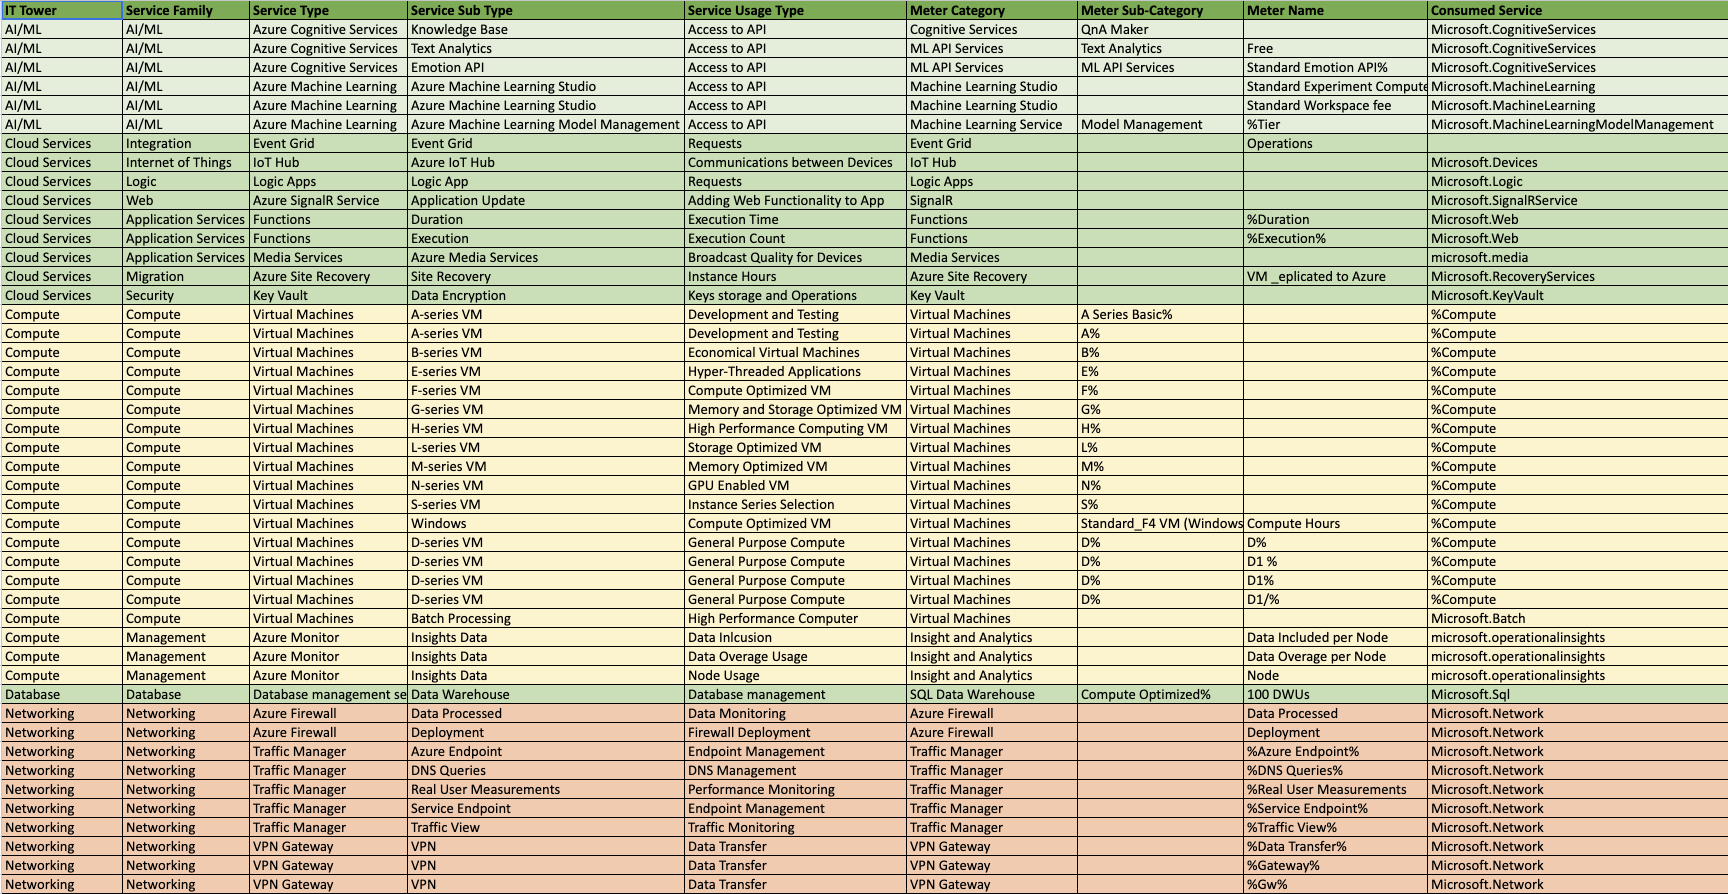 IT Tower Service Family Service Type Service Sub Type Service Usage Type Meter Category Meter Sub-Category Meter Name Consumed Service
AI/ML AI/ML Azure Cognitive Services Knowledge Base Access to API Cognitive Services QnA Maker Microsoft.CognitiveServices
AI/ML AI/ML Azure Cognitive Services Text Analytics Access to API ML API Services Text Analytics Free Microsoft.CognitiveServices
AI/ML AI/ML Azure Cognitive Services Emotion API Access to API ML API Services ML API Services Standard Emotion API% Microsoft.CognitiveServices
AI/ML AI/ML Azure Machine Learning Azure Machine Learning Studio Access to API Machine Learning Studio Standard Experiment Compute Microsoft.MachineLearning
AI/ML AI/ML Azure Machine Learning Azure Machine Learning Studio Access to API Machine Learning Studio Standard Workspace fee Microsoft.MachineLearning
AI/ML AI/ML Azure Machine Learning Azure Machine Learning Model Management Access to API Machine Learning Service Model Management %Tier Microsoft.MachineLearningModelManagement
Cloud Services Integration Event Grid Event Grid Requests Event Grid Operations
Cloud Services Internet of Things IoT Hub Azure IoT Hub Communications between Devices IoT Hub Microsoft.Devices
Cloud Services Logic Logic Apps Logic App Requests Logic Apps Microsoft.Logic
Cloud Services Web Azure SignalR Service Application Update Adding Web Functionality to App SignalR Microsoft.SignalRService
Cloud Services Application Services Functions Duration Execution Time Functions %Duration Microsoft.Web
Cloud Services Application Services Functions Execution Execution Count Functions %Execution% Microsoft.Web
Cloud Services Application Services Media Services Azure Media Services Broadcast Quality for Devices Media Services microsoft.media
Cloud Services Migration Azure Site Recovery Site Recovery Instance Hours Azure Site Recovery VM _eplicated to Azure Microsoft.RecoveryServices
Cloud Services Security Key Vault Data Encryption Keys storage and Operations Key Vault Microsoft.KeyVault
Compute Compute Virtual Machines A-series VM Development and Testing Virtual Machines A Series Basic% %Compute
Compute Compute Virtual Machines A-series VM Development and Testing Virtual Machines A% %Compute
Compute Compute Virtual Machines B-series VM Economical Virtual Machines Virtual Machines B% %Compute
Compute Compute Virtual Machines E-series VM Hyper-Threaded Applications Virtual Machines E% %Compute
Compute Compute Virtual Machines F-series VM Compute Optimized VM Virtual Machines F% %Compute
Compute Compute Virtual Machines G-series VM Memory and Storage Optimized VM Virtual Machines G% %Compute
Compute Compute Virtual Machines H-series VM High Performance Computing VM Virtual Machines H% %Compute
Compute Compute Virtual Machines L-series VM Storage Optimized VM Virtual Machines L% %Compute
Compute Compute Virtual Machines M-series VM Memory Optimized VM Virtual Machines M% %Compute
Compute Compute Virtual Machines N-series VM GPU Enabled VM Virtual Machines N% %Compute
Compute Compute Virtual Machines S-series VM Instance Series Selection Virtual Machines S% %Compute
Compute Compute Virtual Machines Windows Compute Optimized VM Virtual Machines Standard_F4 VM (Windows Compute Hours %Compute
Compute Compute Virtual Machines D-series VM General Purpose Compute Virtual Machines D% D% %Compute
Compute Compute Virtual Machines D-series VM General Purpose Compute Virtual Machines D% D1 % %Compute
Compute Compute Virtual Machines D-series VM General Purpose Compute Virtual Machines D% D1% %Compute
Compute Compute Virtual Machines D-series VM General Purpose Compute Virtual Machines D% D1/% %Compute
Compute Compute Virtual Machines Batch Processing High Performance Computer Virtual Machines Microsoft.Batch
Compute Management Azure Monitor Insights Data Data Inlcusion Insight and Analytics Data Included per Node microsoft.operationalinsights
Compute Management Azure Monitor Insights Data Data Overage Usage Insight and Analytics Data Overage per Node microsoft.operationalinsights
Compute Management Azure Monitor Insights Data Node Usage Insight and Analytics Node microsoft.operationalinsights
Database Database Database management se Data Warehouse Database management SQL Data Warehouse Compute Optimized% 100 DWUs Microsoft.Sql
Networking Networking Azure Firewall Data Processed Data Monitoring Azure Firewall Data Processed Microsoft.Network
Networking Networking Azure Firewall Deployment Firewall Deployment Azure Firewall Deployment Microsoft.Network
Networking Networking Traffic Manager Azure Endpoint Endpoint Management Traffic Manager %Azure Endpoint% Microsoft.Network
Networking Networking Traffic Manager DNS Queries DNS Management Traffic Manager %DNS Queries% Microsoft.Network
Networking Networking Traffic Manager Real User Measurements Performance Monitoring Traffic Manager %Real User Measurements Microsoft.Network
Networking Networking Traffic Manager Service Endpoint Endpoint Management Traffic Manager %Service Endpoint% Microsoft.Network
Networking Networking Traffic Manager Traffic View Traffic Monitoring Traffic Manager %Traffic View% Microsoft.Network
Networking Networking VPN Gateway VPN Data Transfer VPN Gateway %Data Transfer% Microsoft.Network
Networking Networking VPN Gateway VPN Data Transfer VPN Gateway %Gateway% Microsoft.Network
Networking Networking VPN Gateway VPN Data Transfer VPN Gateway %Gw% Microsoft.Network